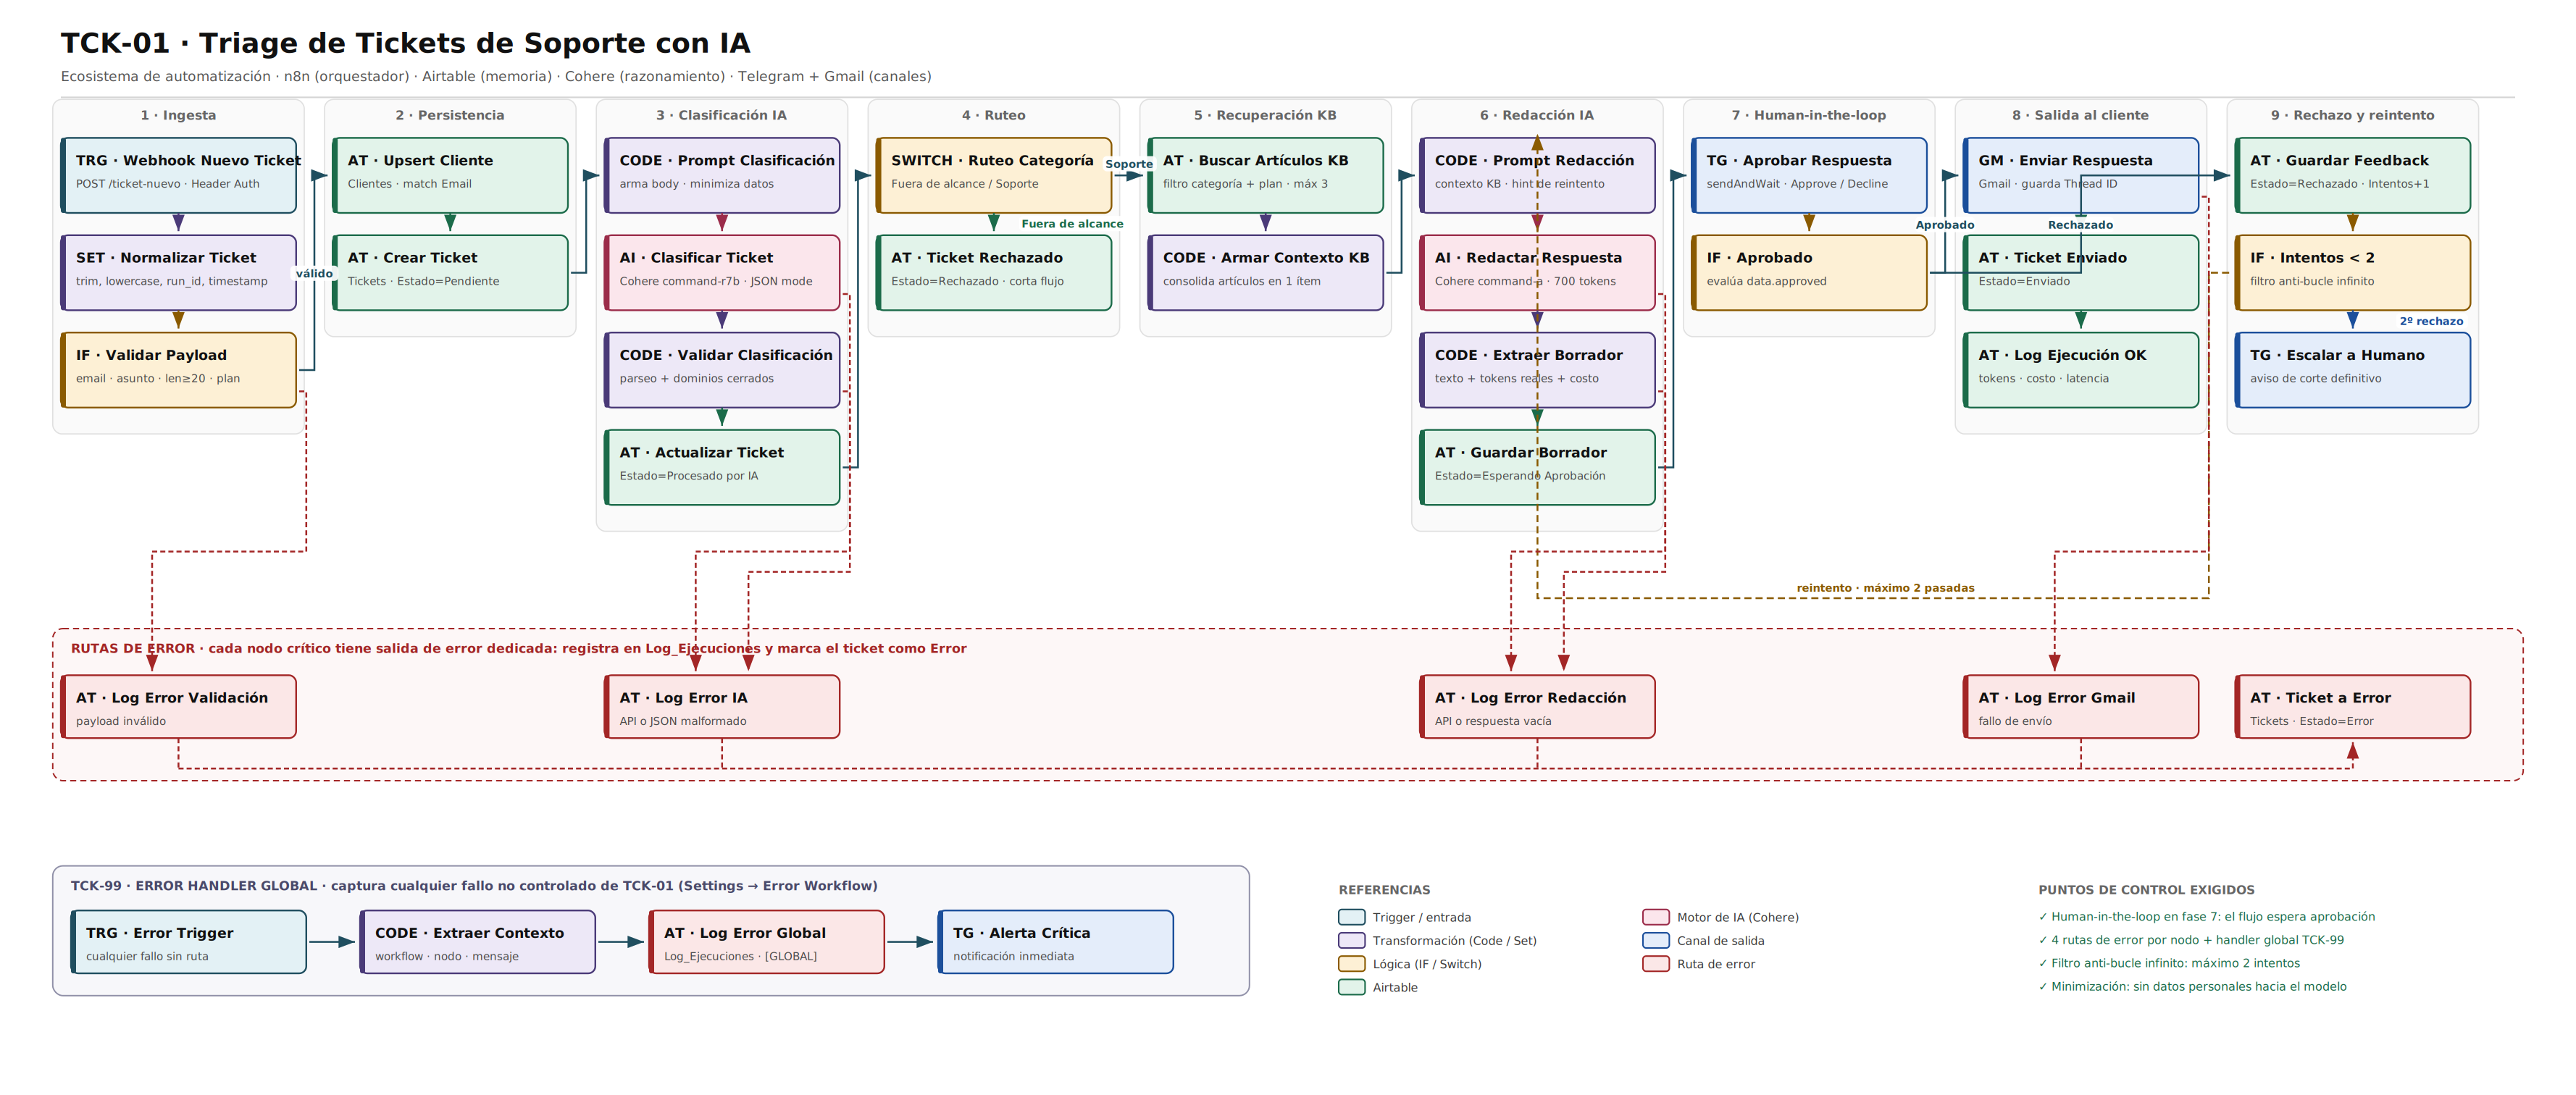 TCK-01 · Triage de Tickets de Soporte con IA
Ecosistema de automatización · n8n (orquestador) · Airtable (memoria) · Cohere (razonamiento) · Telegram + Gmail (canales)
1 · Ingesta
TRG · Webhook Nuevo Ticket
POST /ticket-nuevo · Header Auth
SET · Normalizar Ticket
trim, lowercase, run_id, timestamp
IF · Validar Payload
email · asunto · len≥20 · plan
válido
2 · Persistencia
AT · Upsert Cliente
Clientes · match Email
AT · Crear Ticket
Tickets · Estado=Pendiente
3 · Clasificación IA
CODE · Prompt Clasificación
arma body · minimiza datos
AI · Clasificar Ticket
Cohere command-r7b · JSON mode
CODE · Validar Clasificación
parseo + dominios cerrados
AT · Actualizar Ticket
Estado=Procesado por IA
4 · Ruteo
SWITCH · Ruteo Categoría
Fuera de alcance / Soporte
Soporte
Fuera de alcance
AT · Ticket Rechazado
Estado=Rechazado · corta flujo
5 · Recuperación KB
AT · Buscar Artículos KB
filtro categoría + plan · máx 3
CODE · Armar Contexto KB
consolida artículos en 1 ítem
6 · Redacción IA
CODE · Prompt Redacción
contexto KB · hint de reintento
AI · Redactar Respuesta
Cohere command-a · 700 tokens
CODE · Extraer Borrador
texto + tokens reales + costo
AT · Guardar Borrador
Estado=Esperando Aprobación
7 · Human-in-the-loop
TG · Aprobar Respuesta
sendAndWait · Approve / Decline
IF · Aprobado
evalúa data.approved
Aprobado
8 · Salida al cliente
GM · Enviar Respuesta
Gmail · guarda Thread ID
Rechazado
AT · Ticket Enviado
Estado=Enviado
AT · Log Ejecución OK
tokens · costo · latencia
9 · Rechazo y reintento
AT · Guardar Feedback
Estado=Rechazado · Intentos+1
IF · Intentos < 2
filtro anti-bucle infinito
2º rechazo
TG · Escalar a Humano
aviso de corte definitivo
reintento · máximo 2 pasadas
RUTAS DE ERROR · cada nodo crítico tiene salida de error dedicada: registra en Log_Ejecuciones y marca el ticket como Error
AT · Log Error Validación
payload inválido
AT · Log Error IA
API o JSON malformado
AT · Log Error Redacción
API o respuesta vacía
AT · Log Error Gmail
fallo de envío
AT · Ticket a Error
Tickets · Estado=Error
TCK-99 · ERROR HANDLER GLOBAL · captura cualquier fallo no controlado de TCK-01 (Settings → Error Workflow)
TRG · Error Trigger
cualquier fallo sin ruta
CODE · Extraer Contexto
workflow · nodo · mensaje
AT · Log Error Global
Log_Ejecuciones · [GLOBAL]
TG · Alerta Crítica
notificación inmediata
REFERENCIAS
Trigger / entrada
Transformación (Code / Set)
Lógica (IF / Switch)
Airtable
Motor de IA (Cohere)
Canal de salida
Ruta de error
PUNTOS DE CONTROL EXIGIDOS
✓ Human-in-the-loop en fase 7: el flujo espera aprobación
✓ 4 rutas de error por nodo + handler global TCK-99
✓ Filtro anti-bucle infinito: máximo 2 intentos
✓ Minimización: sin datos personales hacia el modelo